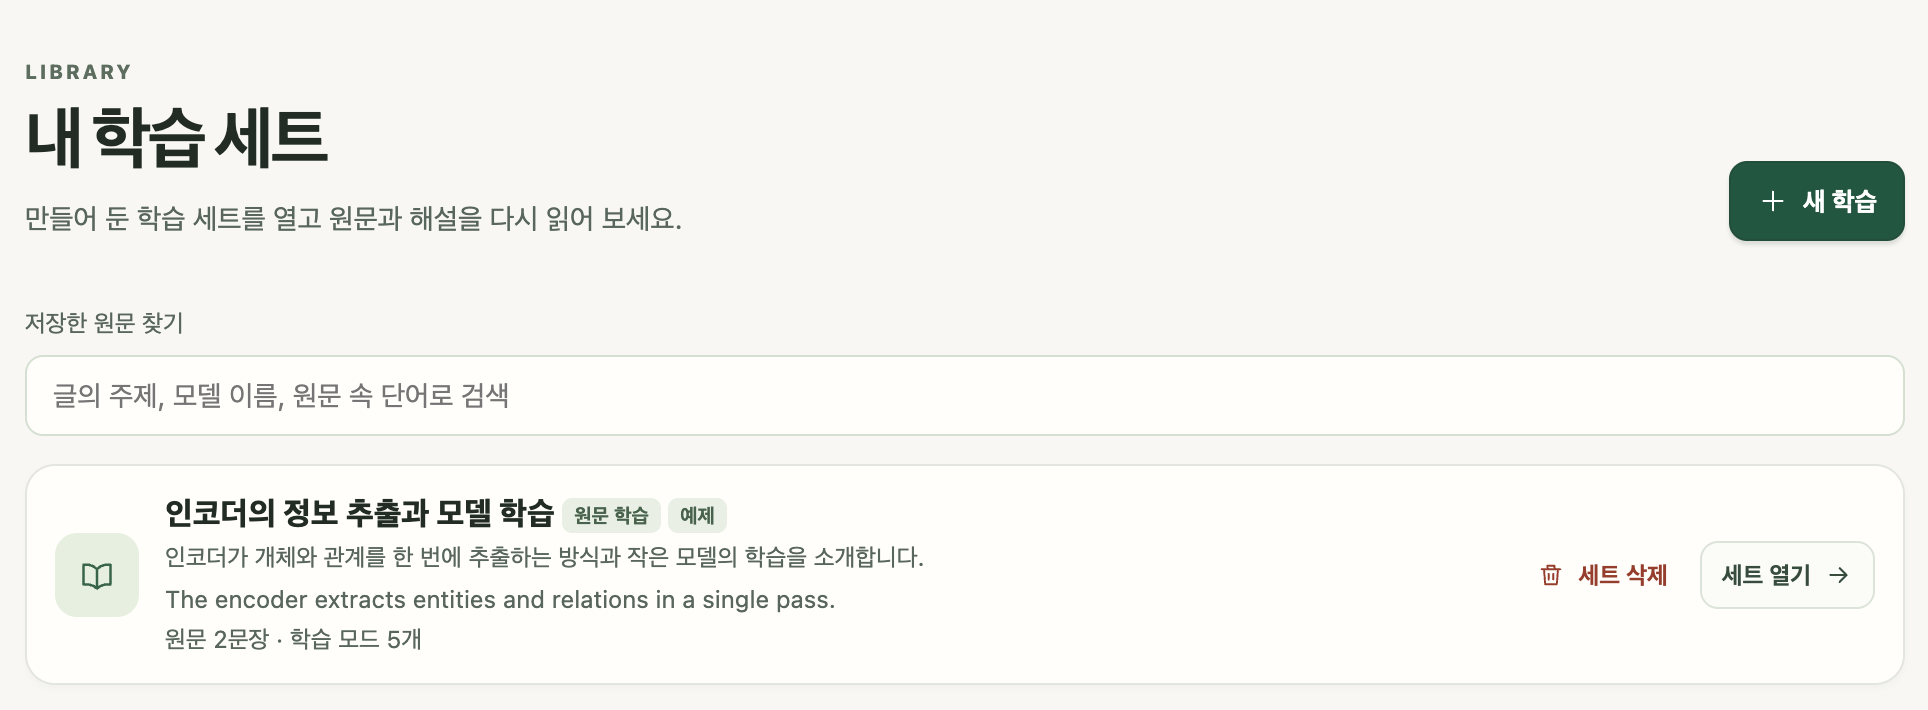 LIBRARY
내 학습 세트
만들어 둔 학습 세트를 열고 원문과 해설을 다시 읽어 보세요.
새 학습
저장한 원문 찾기
글의 주제, 모델 이름, 원문 속 단어로 검색
인코더의 정보 추출과 모델 학습 원문 학습 예제
인코더가 개체와 관계를 한 번에 추출하는 방식과 작은 모델의 학습을 소개합니다.
The encoder extracts entities and relations in a single pass.
원문 2문장 · 학습 모드 5개
세트 삭제 세트 열기 →